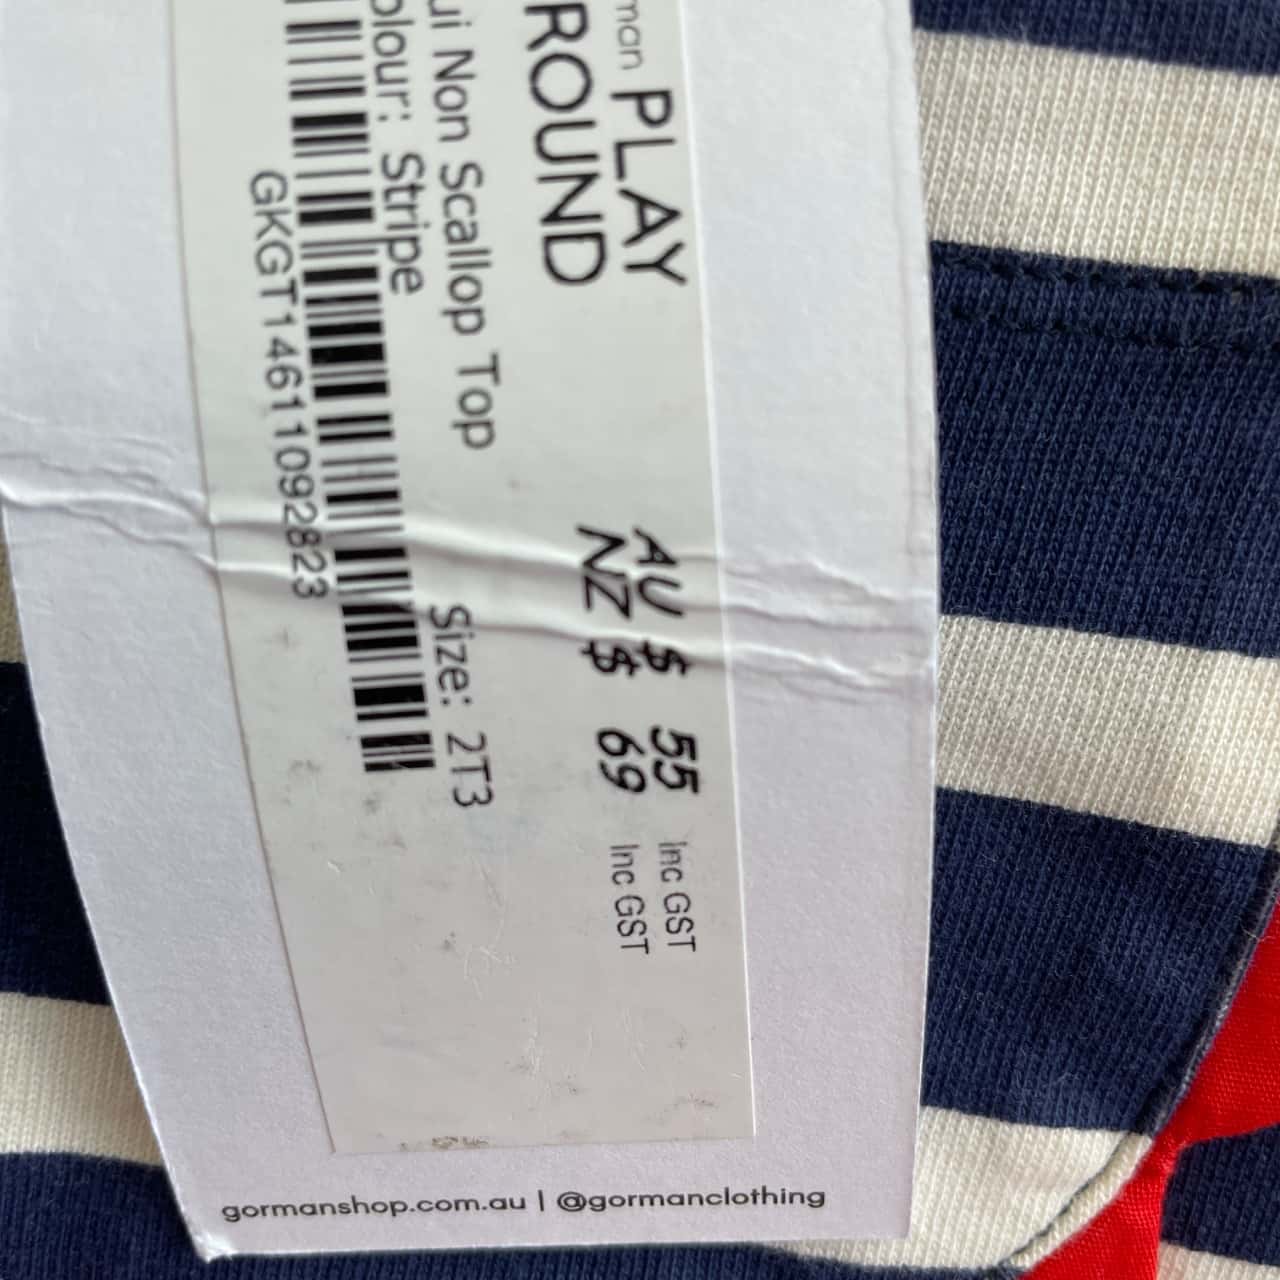 man PLAY
ROUND
AU $ 55 Inc GST
NZ $ 69 Inc GST
ui Non Scallop Top
olour: Stripe
Size: 2T3
GKGT14611092823
gormanshop.com.au | @gormanclothing